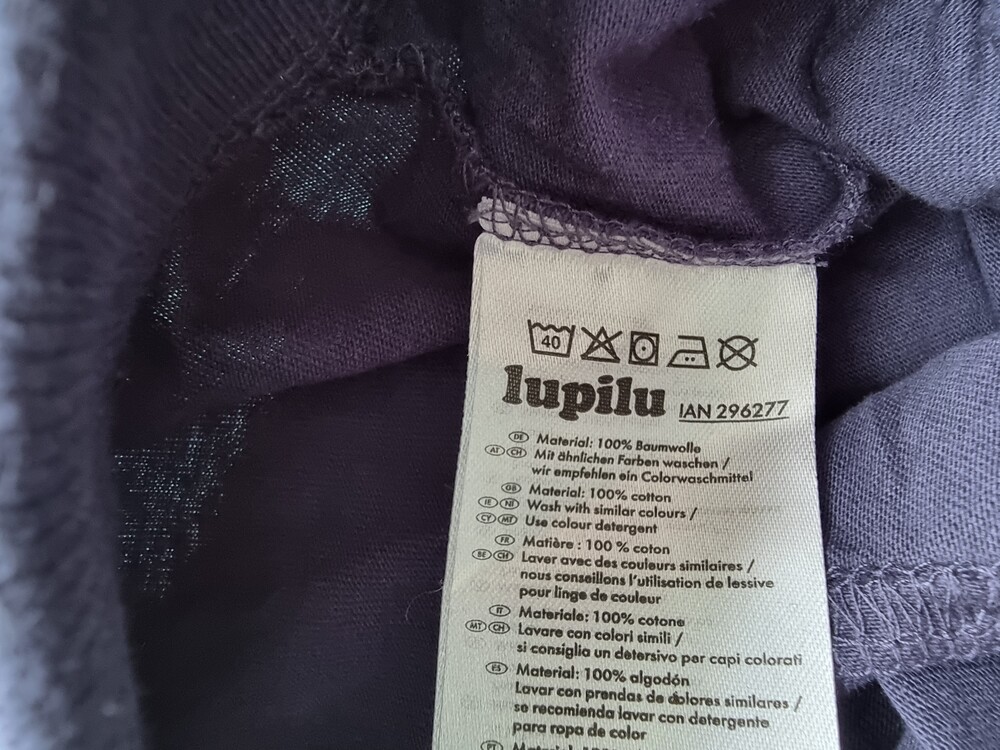 40
lupilu IAN 296277
DE Material: 100% Baumwolle
AT CH Mit ähnlichen Farben waschen /
wir empfehlen ein Colorwaschmittel
GB Material: 100% cotton
IE NI Wash with similar colours /
CY MT Use colour detergent
FR Matière : 100 % coton
BE CH Laver avec des couleurs similaires /
nous conseillons l'utilisation de lessive
pour linge de couleur
IT Materiale: 100% cotone
MT CH Lavare con colori simili /
si consiglia un detersivo per capi colorati
ES Material: 100% algodón
Lavar con prendas de colores similares /
se recomienda lavar con detergente
para ropa de color
PT Material: